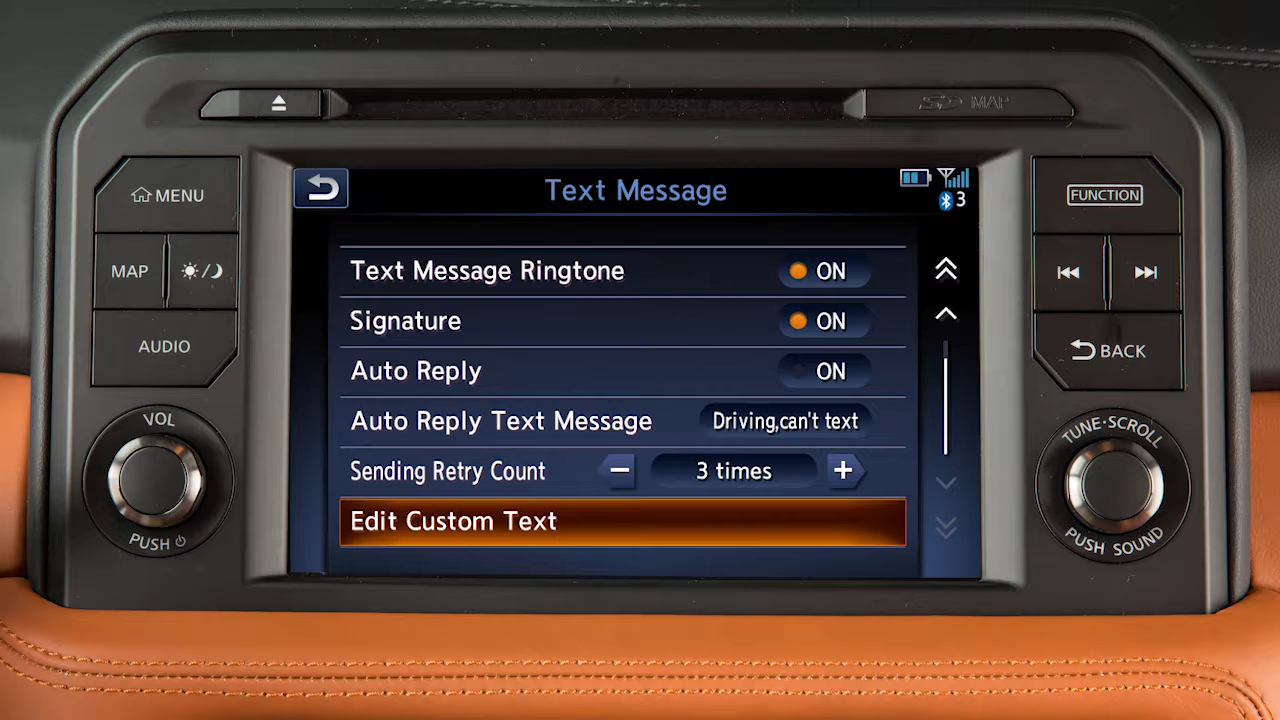 SD MAP
MENU
MAP
AUDIO
VOL
PUSH
Text Message
3
Text Message Ringtone ON
Signature ON
Auto Reply ON
Auto Reply Text Message Driving,can't text
Sending Retry Count − 3 times +
Edit Custom Text
FUNCTION
BACK
TUNE·SCROLL
PUSH SOUND